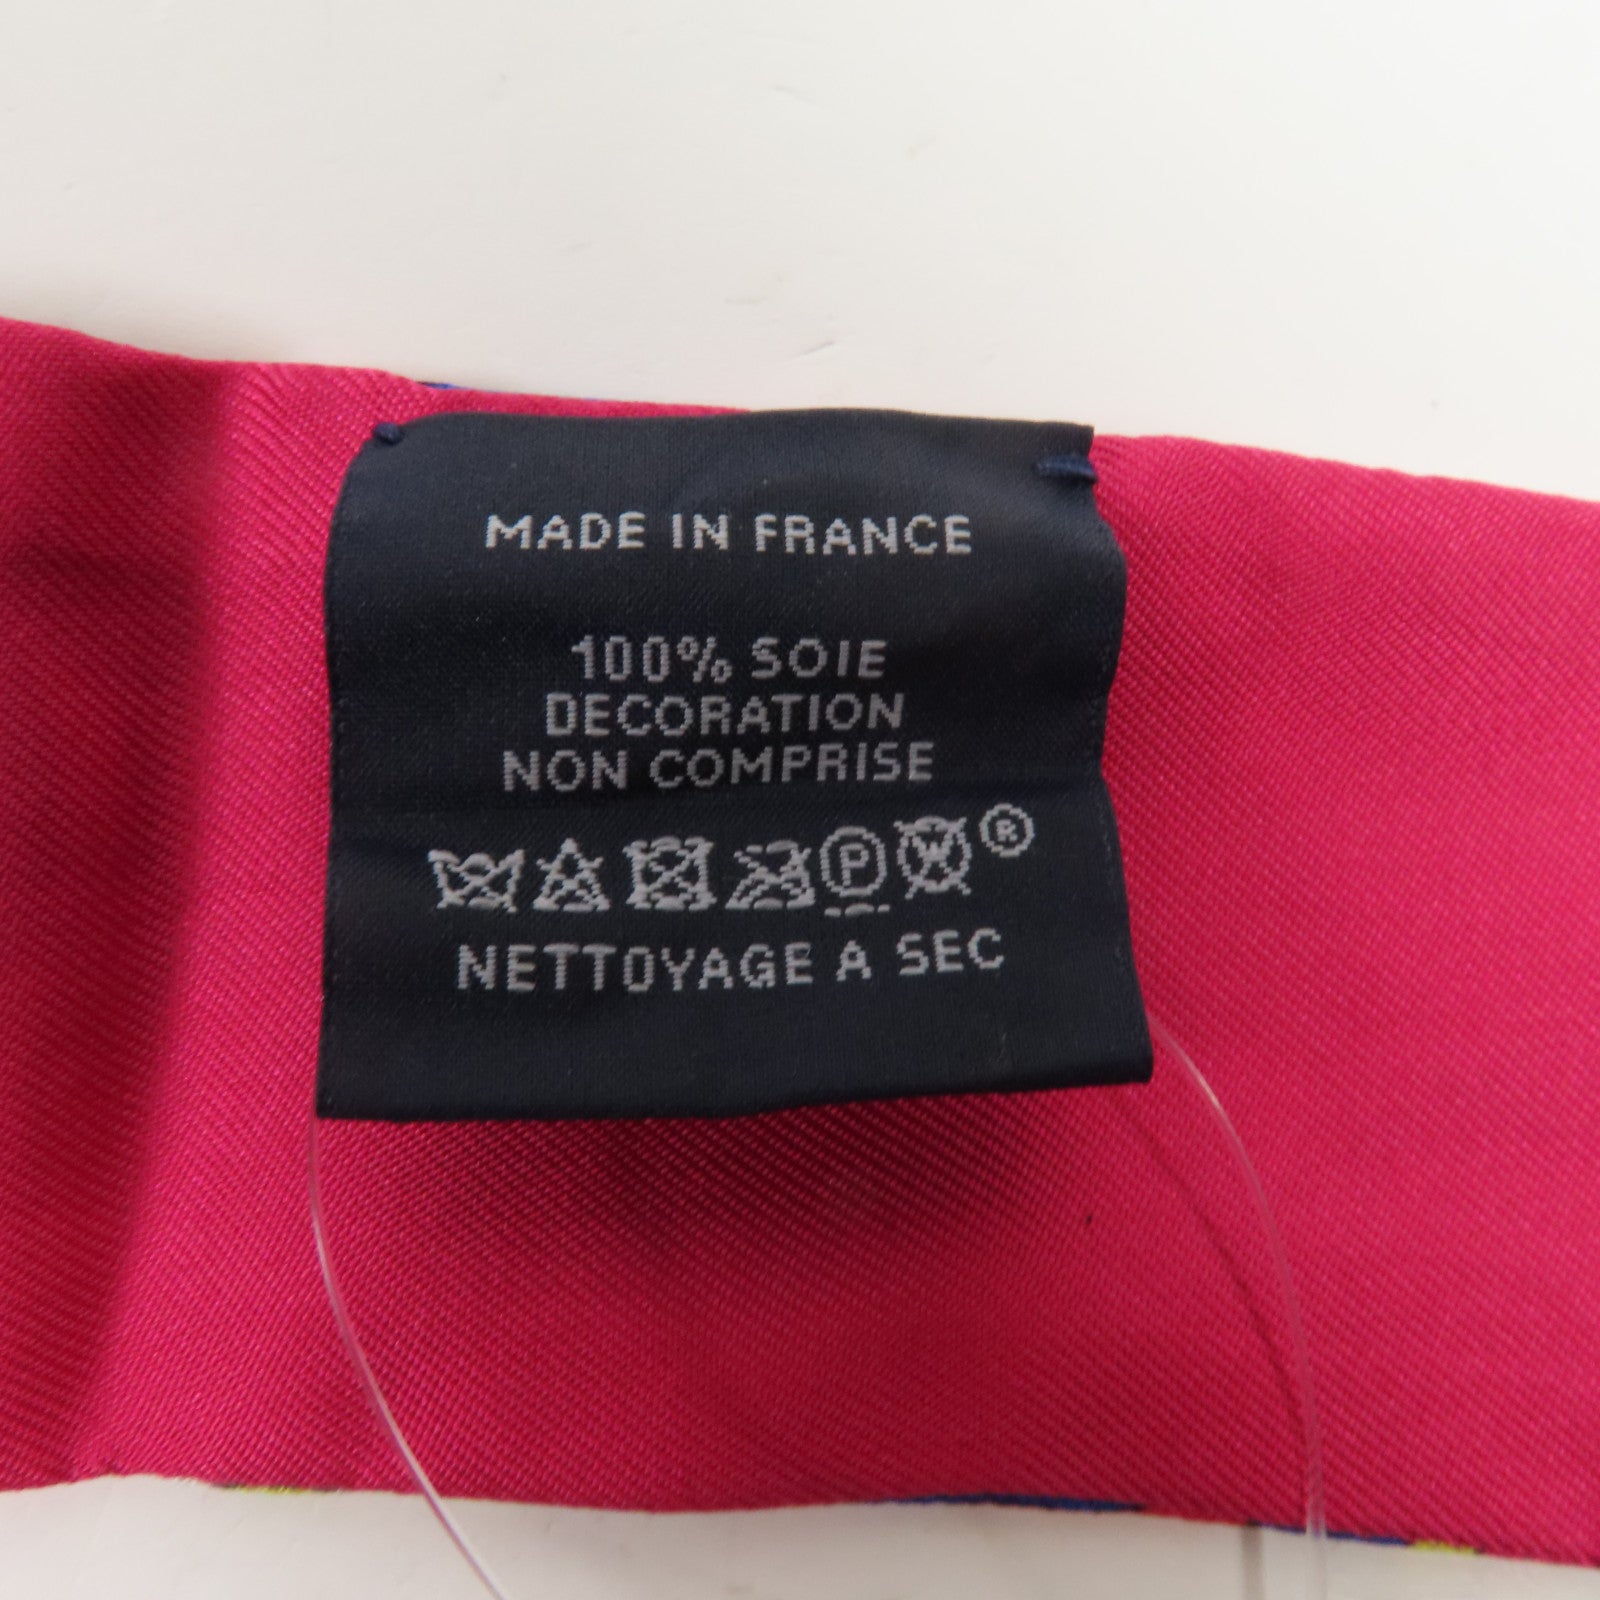 MADE IN FRANCE
100% SOIE
DECORATION
NON COMPRISE
P W ®
NETTOYAGE A SEC